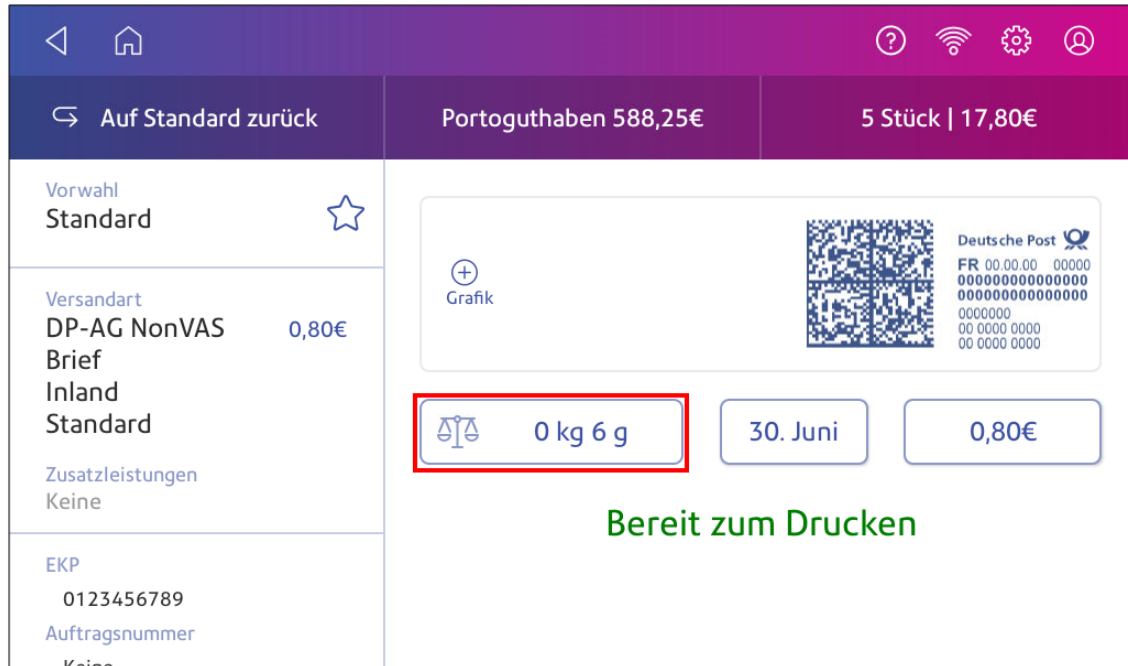 Auf Standard zurück
Portoguthaben 588,25€
5 Stück | 17,80€
Vorwahl
Standard
Versandart
DP-AG NonVAS 0,80€
Brief
Inland
Standard
Zusatzleistungen
Keine
EKP
0123456789
Auftragsnummer
Keine
Grafik
Deutsche Post
FR 00.00.00 00000
000000000000000
000000000000000
0000000
00 0000 0000
00 0000 0000
0 kg 6 g
30. Juni
0,80€
Bereit zum Drucken